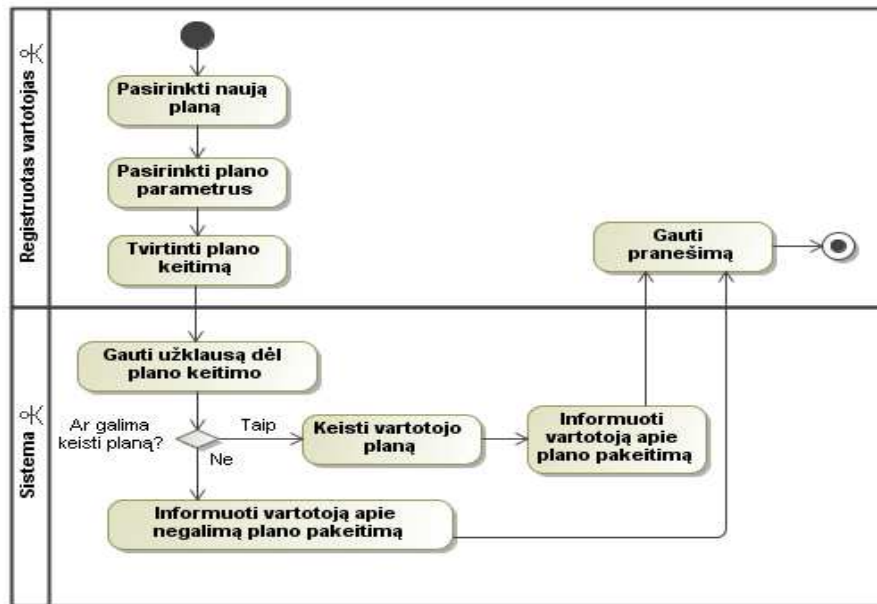 Registruotas vartotojas
Pasirinkti naują
planą
Pasirinkti plano
parametrus
Tvirtinti plano
keitimą
Gauti
pranešimą
Sistema
Gauti užklausą dėl
plano keitimo
Ar galima
keisti planą?
Taip
Ne
Keisti vartotojo
planą
Informuoti
vartotoją apie
plano pakeitimą
Informuoti vartotoją apie
negalimą plano pakeitimą